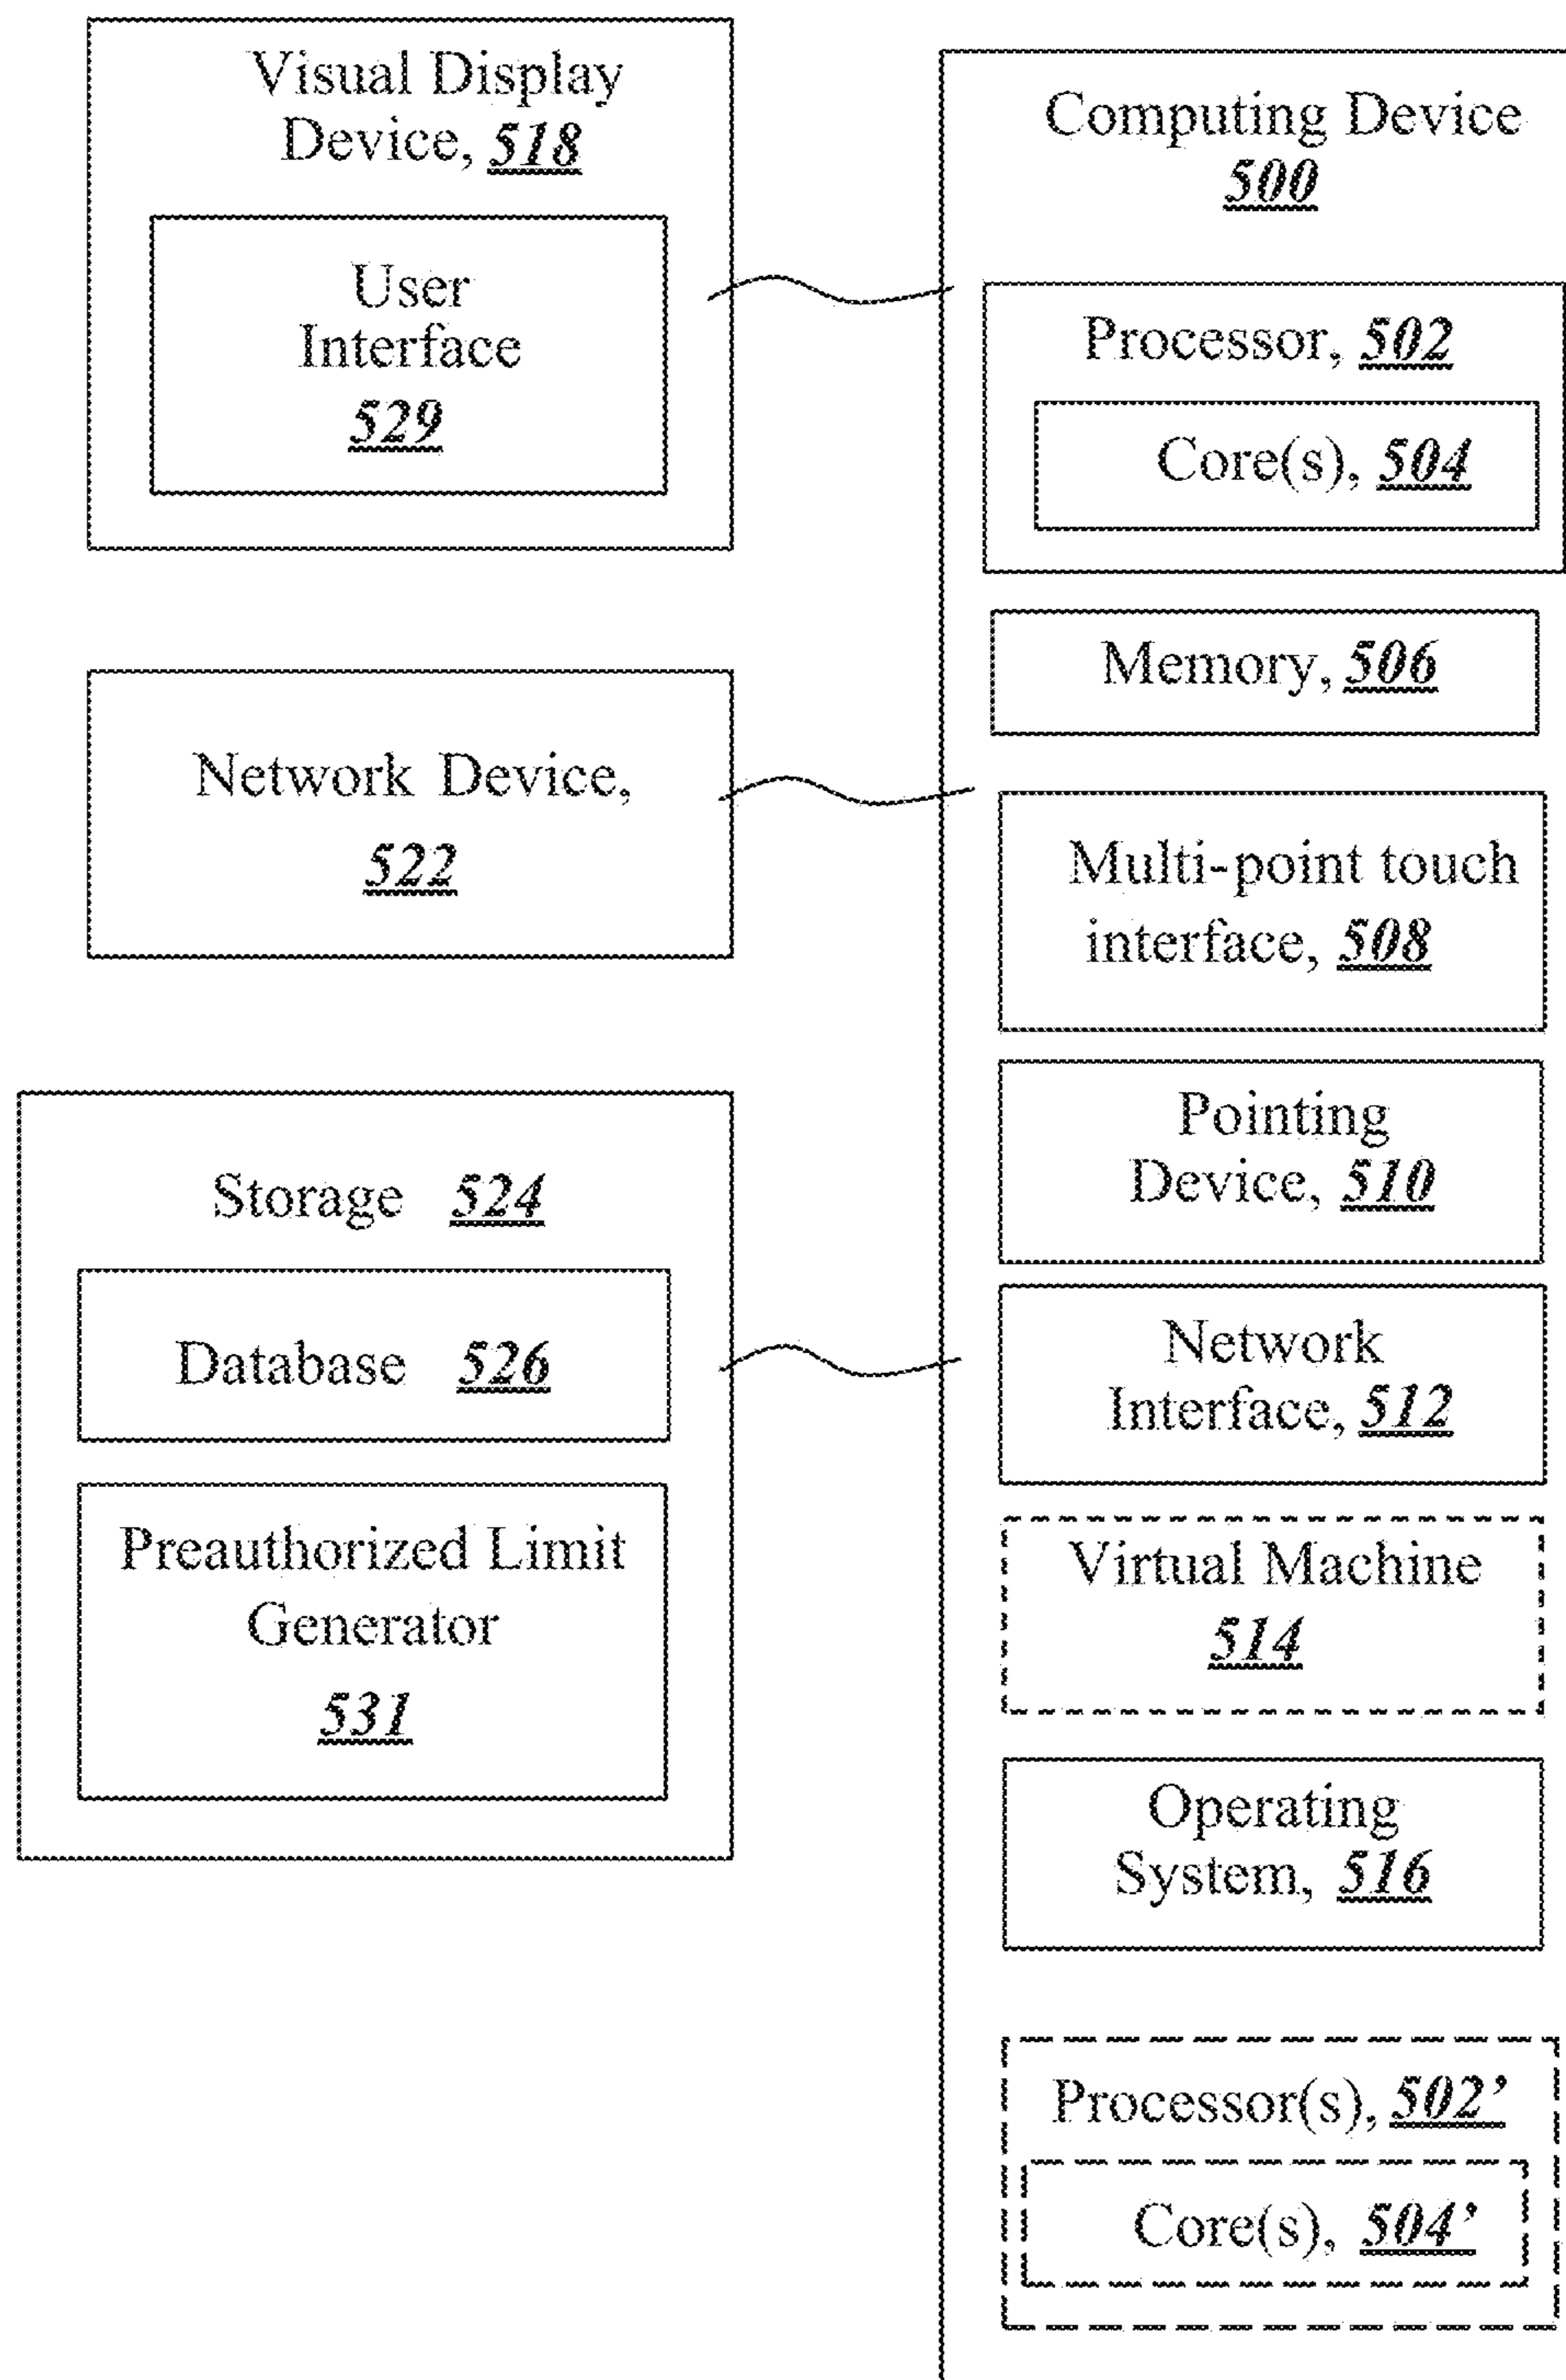 Visual Display
Device, 518
User
Interface
529
Network Device,
522
Storage 524
Database 526
Preauthorized Limit
Generator
531
Computing Device
500
Processor, 502
Core(s), 504
Memory, 506
Multi-point touch
interface, 508
Pointing
Device, 510
Network
Interface, 512
Virtual Machine
514
Operating
System, 516
Processor(s), 502’
Core(s), 504’